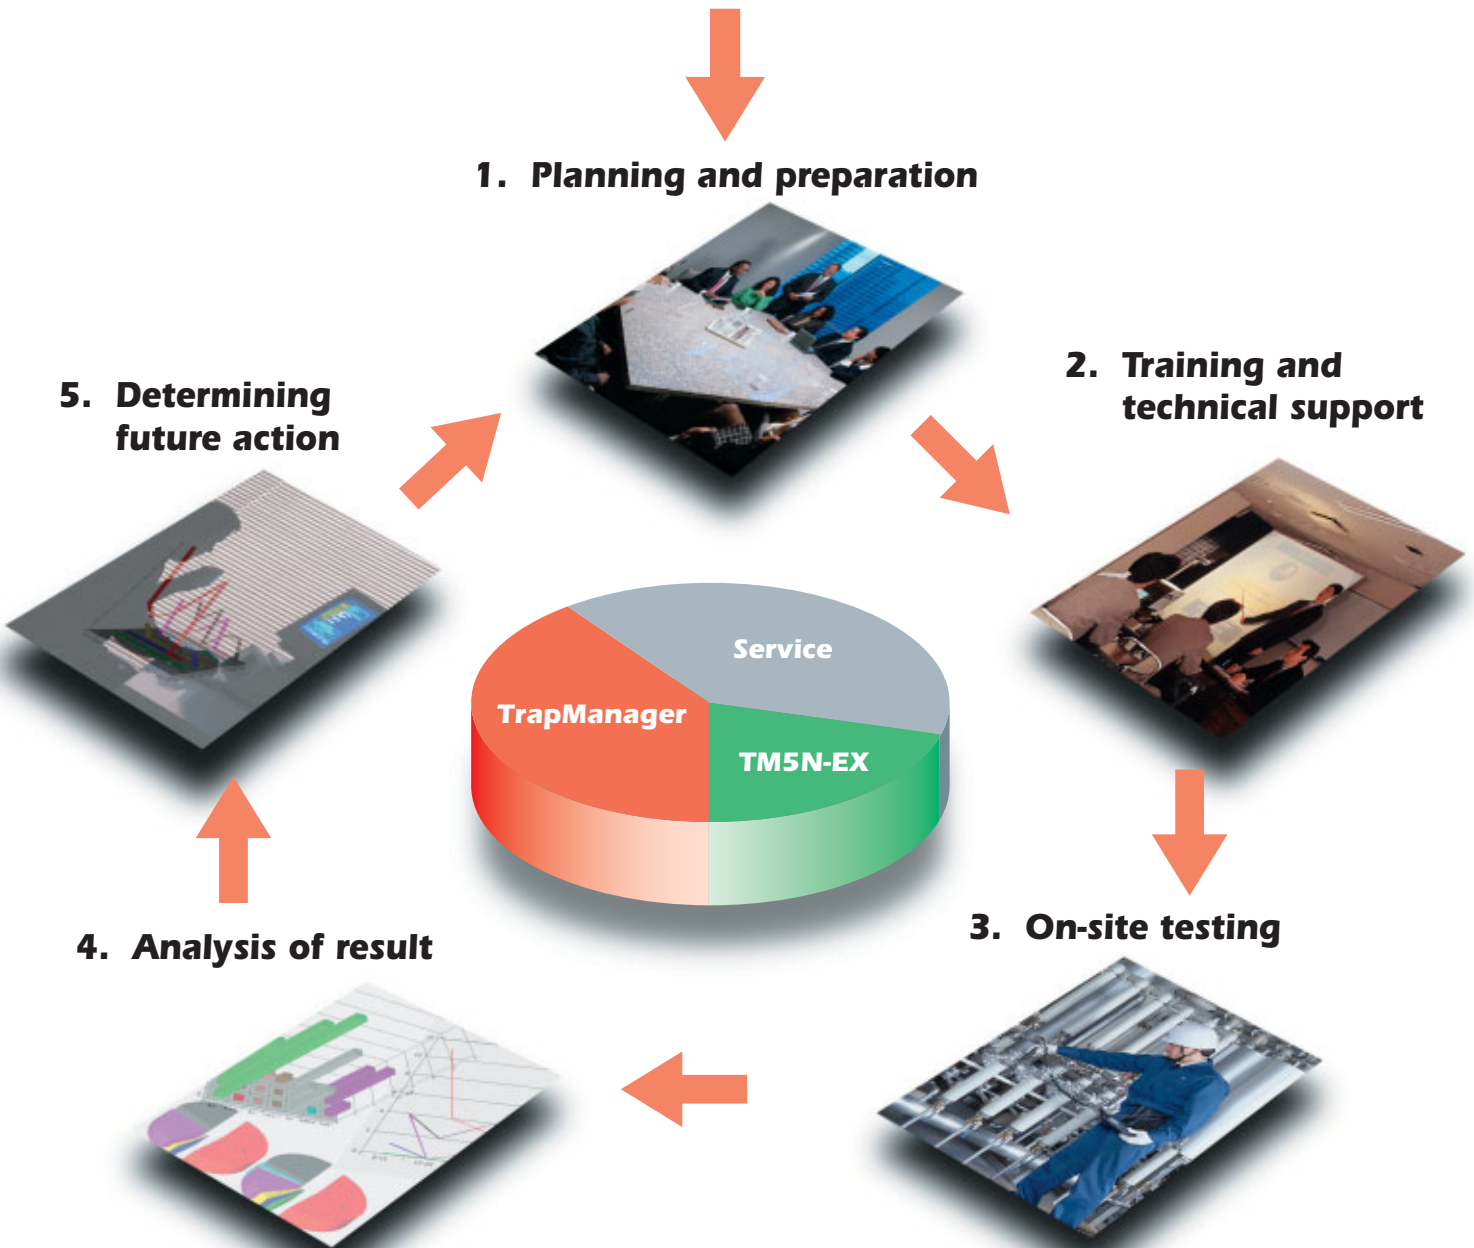 1. Planning and preparation
2. Training and
technical support
5. Determining
future action
Service
TrapManager
TM5N-EX
3. On-site testing
4. Analysis of result